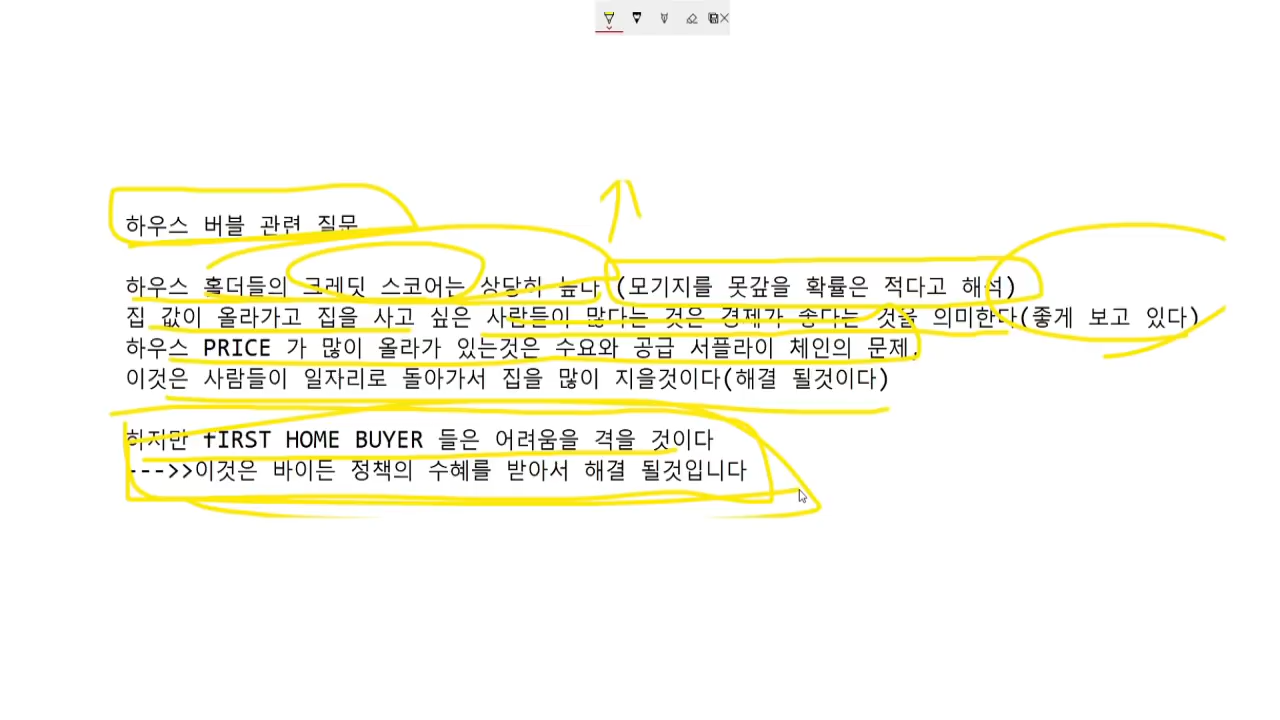 하우스 버블 관련 질문
하우스 홀더들의 크레딧 스코어는 상당히 높다 (모기지를 못갚을 확률은 적다고 해석)
집 값이 올라가고 집을 사고 싶은 사람들이 많다는 것은 경제가 좋다는 것을 의미한다(좋게 보고 있다)
하우스 PRICE 가 많이 올라가 있는것은 수요와 공급 서플라이 체인의 문제.
이것은 사람들이 일자리로 돌아가서 집을 많이 지을것이다(해결 될것이다)
하지만 fIRST HOME BUYER 들은 어려움을 격을 것이다
--->>이것은 바이든 정책의 수혜를 받아서 해결 될것입니다